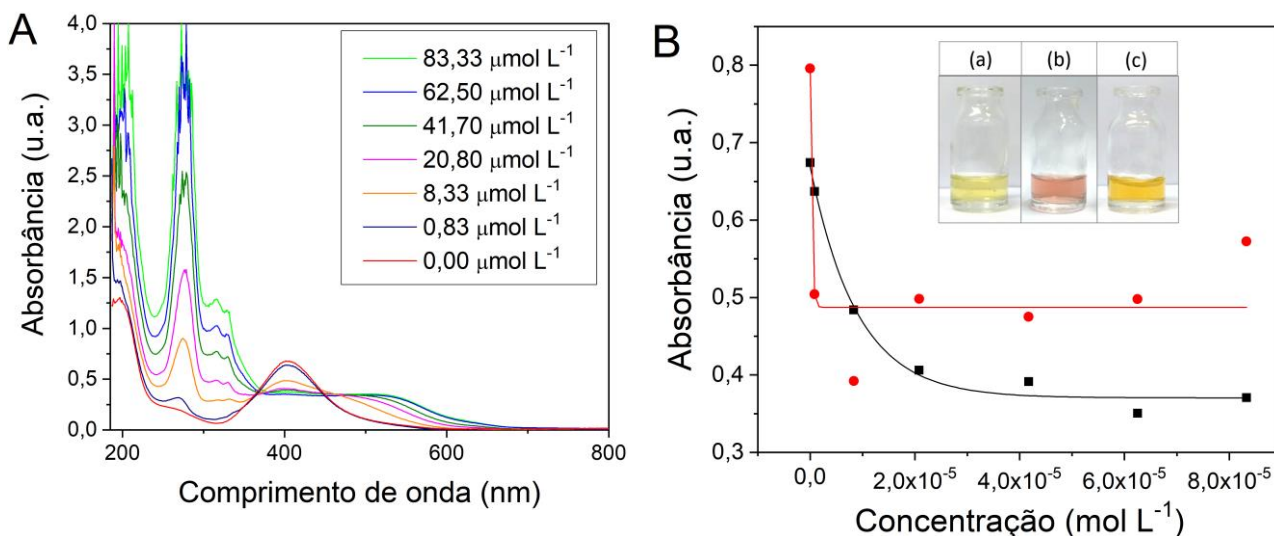 A
4,0
3,5
3,0
2,5
2,0
1,5
1,0
0,5
0,0
Absorbância (u.a.)
83,33 μmol L⁻¹
62,50 μmol L⁻¹
41,70 μmol L⁻¹
20,80 μmol L⁻¹
8,33 μmol L⁻¹
0,83 μmol L⁻¹
0,00 μmol L⁻¹
200 400 600 800
Comprimento de onda (nm)
B
0,8
0,7
0,6
0,5
0,4
0,3
Absorbância (u.a.)
(a) (b) (c)
0,0 2,0x10⁻⁵ 4,0x10⁻⁵ 6,0x10⁻⁵ 8,0x10⁻⁵
Concentração (mol L⁻¹)